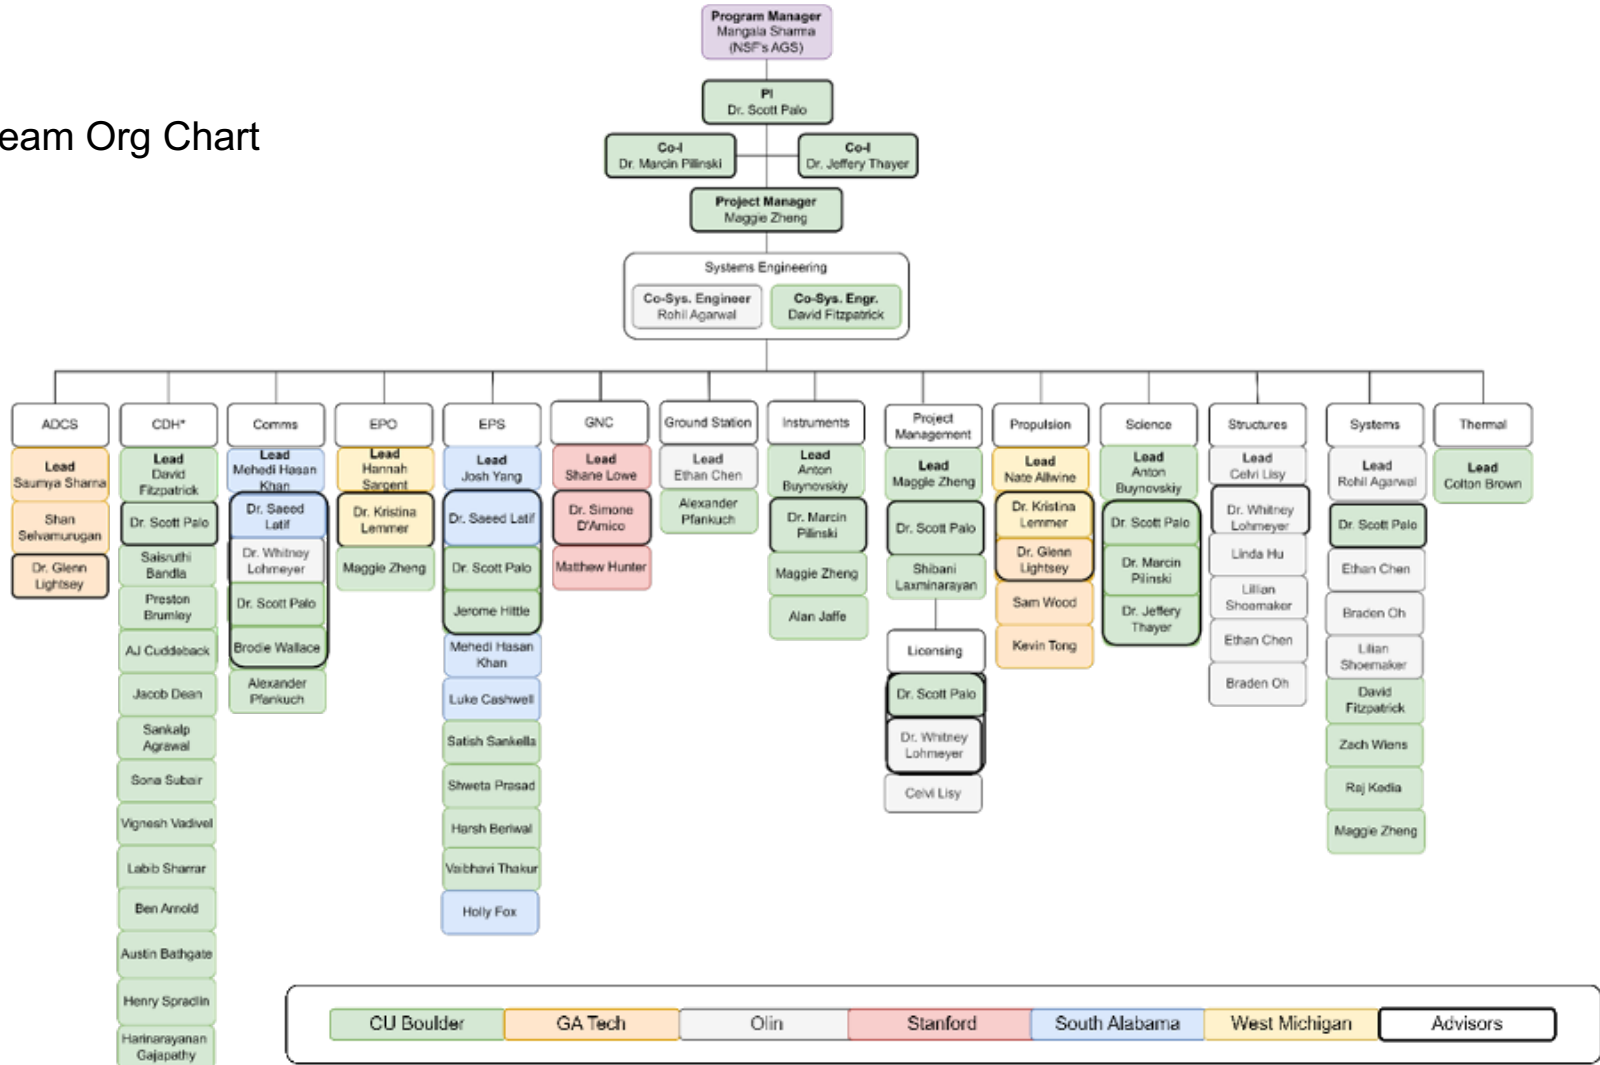 Program Manager
Mangala Sharma
(NSF's AGS)
PI
Dr. Scott Palo
eam Org Chart
Co-I
Dr. Marcin Pilinski
Co-I
Dr. Jeffery Thayer
Project Manager
Maggie Zheng
Systems Engineering
Co-Sys. Engineer
Rohil Agarwal
Co-Sys. Engr.
David Fitzpatrick
ADCS
Lead
Saumya Sharna
Shan
Selvamurugan
Dr. Glenn
Lightsey
CDH*
Lead
David
Fitzpatrick
Dr. Scott Palo
Saisruthi
Bandla
Preston
Brumley
AJ Cuddeback
Jacob Dean
Sankalp
Agrawal
Sona Subair
Vignesh Vadivel
Labib Sharrar
Ben Arnold
Austin Bathgate
Henry Spradlin
Harinarayanan
Gajapathy
Comms
Lead
Mehedi Hasan
Khan
Dr. Saeed
Latif
Dr. Whitney
Lohmeyer
Dr. Scott Palo
Brodie Wallace
Alexander
Pfankuch
EPO
Lead
Hannah
Sargent
Dr. Kristina
Lemmer
Maggie Zheng
EPS
Lead
Josh Yang
Dr. Saeed Latif
Dr. Scott Palo
Jerome Hittle
Mehedi Hasan
Khan
Luke Cashwell
Satish Sankella
Shweta Prasad
Harsh Beriwal
Vaibhavi Thakur
Holly Fox
GNC
Lead
Shane Lowe
Dr. Simone
D'Amico
Matthew Hunter
Ground Station
Lead
Ethan Chen
Alexander
Pfankuch
Instruments
Lead
Anton
Buynovskiy
Dr. Marcin
Pilinski
Maggie Zheng
Alan Jaffe
Project
Management
Lead
Maggie Zheng
Dr. Scott Palo
Shibani
Laxminarayan
Licensing
Dr. Scott Palo
Dr. Whitney
Lohmeyer
Celvi Lisy
Propulsion
Lead
Nate Allwine
Dr. Kristina
Lemmer
Dr. Glenn
Lightsey
Sam Wood
Kevin Tong
Science
Lead
Anton
Buynovskiy
Dr. Scott Palo
Dr. Marcin
Pilinski
Dr. Jeffery
Thayer
Structures
Lead
Celvi Lisy
Dr. Whitney
Lohmeyer
Linda Hu
Lillian
Shoemaker
Ethan Chen
Braden Oh
Systems
Lead
Rohil Agarwal
Dr. Scott Palo
Ethan Chen
Braden Oh
Lilian
Shoemaker
David
Fitzpatrick
Zach Wiens
Raj Kedia
Maggie Zheng
Thermal
Lead
Colton Brown
CU Boulder
GA Tech
Olin
Stanford
South Alabama
West Michigan
Advisors